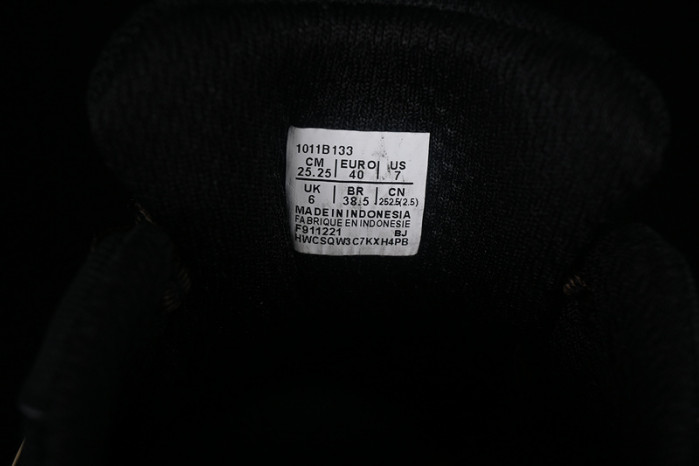 1011B133
CM | EURO | US
25.25 | 40 | 7
UK | BR | CN
6 | 38.5 | 252.5(2.5)
MADE IN INDONESIA
FABRIQUE EN INDONESIE
F911221 BJ
HWCSQW3C7KXH4PB